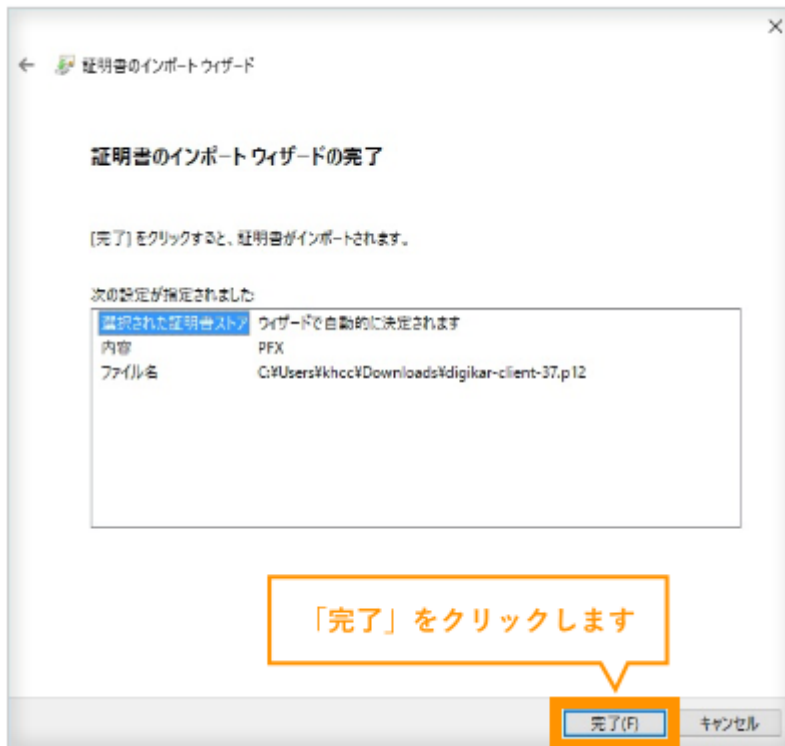 証明書のインポート ウィザード
証明書のインポート ウィザードの完了
[完了] をクリックすると、証明書がインポートされます。
次の設定が指定されました
選択された証明書ストア ウィザードで自動的に決定されます
内容 PFX
ファイル名 C:¥Users¥khcc¥Downloads¥digikar-client-37.p12
「完了」をクリックします
完了(F) キャンセル